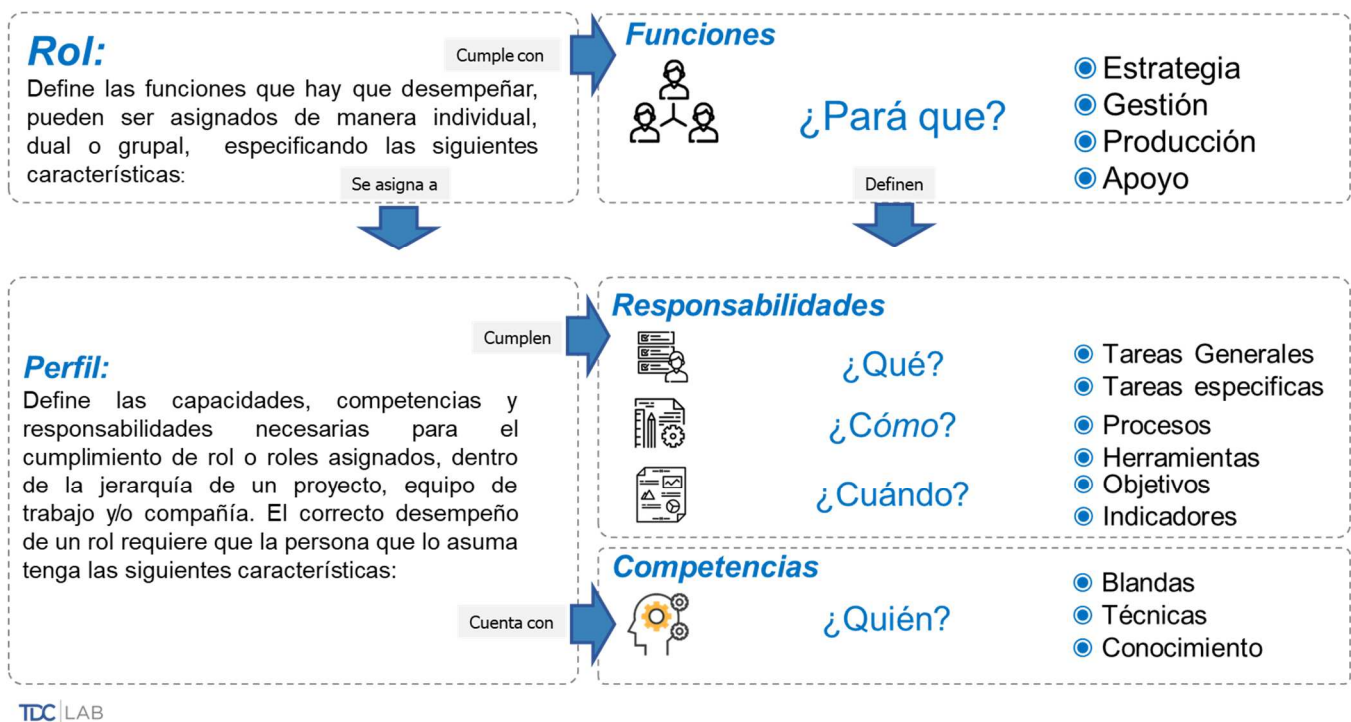 Rol:
Define las funciones que hay que desempeñar,
pueden ser asignados de manera individual,
dual o grupal, especificando las siguientes
características:
Cumple con
Se asigna a
Funciones
¿Pará que?
Estrategia
Gestión
Producción
Apoyo
Definen
Perfil:
Define las capacidades, competencias y
responsabilidades necesarias para el
cumplimiento de rol o roles asignados, dentro
de la jerarquía de un proyecto, equipo de
trabajo y/o compañía. El correcto desempeño
de un rol requiere que la persona que lo asuma
tenga las siguientes características:
Cumplen
Cuenta con
Responsabilidades
¿Qué?
Tareas Generales
Tareas especificas
¿Cómo?
Procesos
Herramientas
¿Cuándo?
Objetivos
Indicadores
Competencias
¿Quién?
Blandas
Técnicas
Conocimiento
TDC LAB